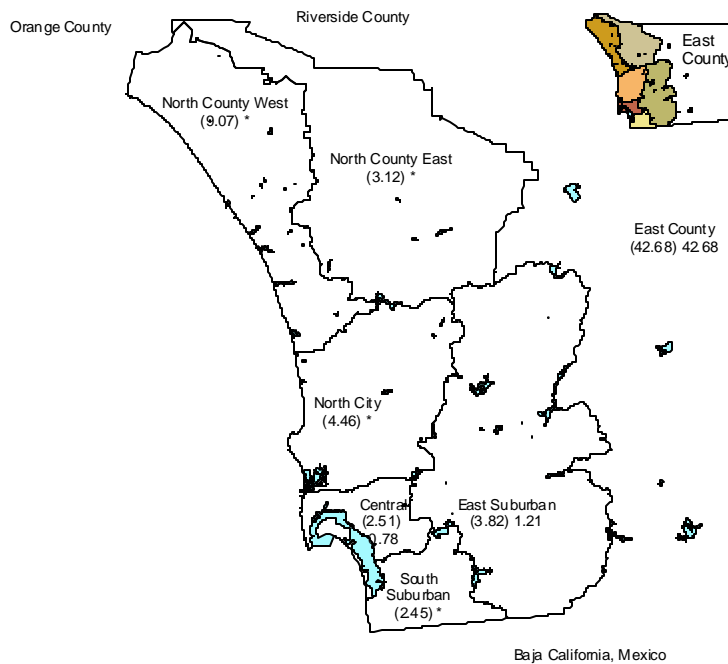 Riverside County
Orange County
East
County
North County West
(9.07) *
North County East
(3.12) *
East County
(42.68) 42.68
North City
(4.46) *
Central
(2.51)
0.78
East Suburban
(3.82) 1.21
South
Suburban
(2.45) *
Baja California, Mexico